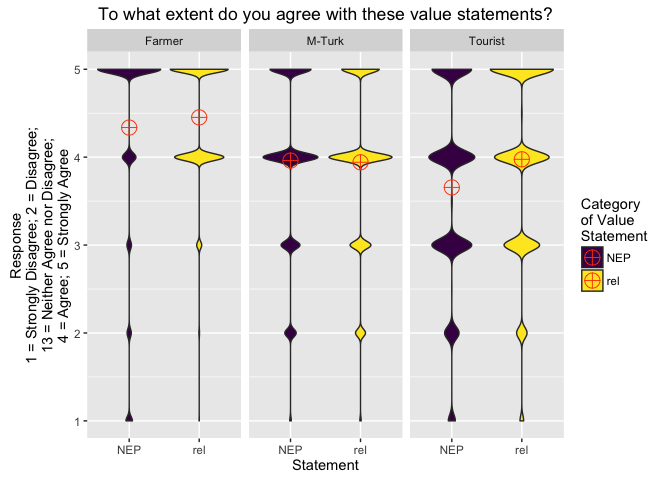 To what extent do you agree with these value statements?
Farmer
M-Turk
Tourist
Response
1 = Strongly Disagree; 2 = Disagree;
13 = Neither Agree nor Disagree;
4 = Agree; 5 = Strongly Agree
5
4
3
2
1
NEP
rel
NEP
rel
NEP
rel
Statement
Category
of Value
Statement
NEP
rel